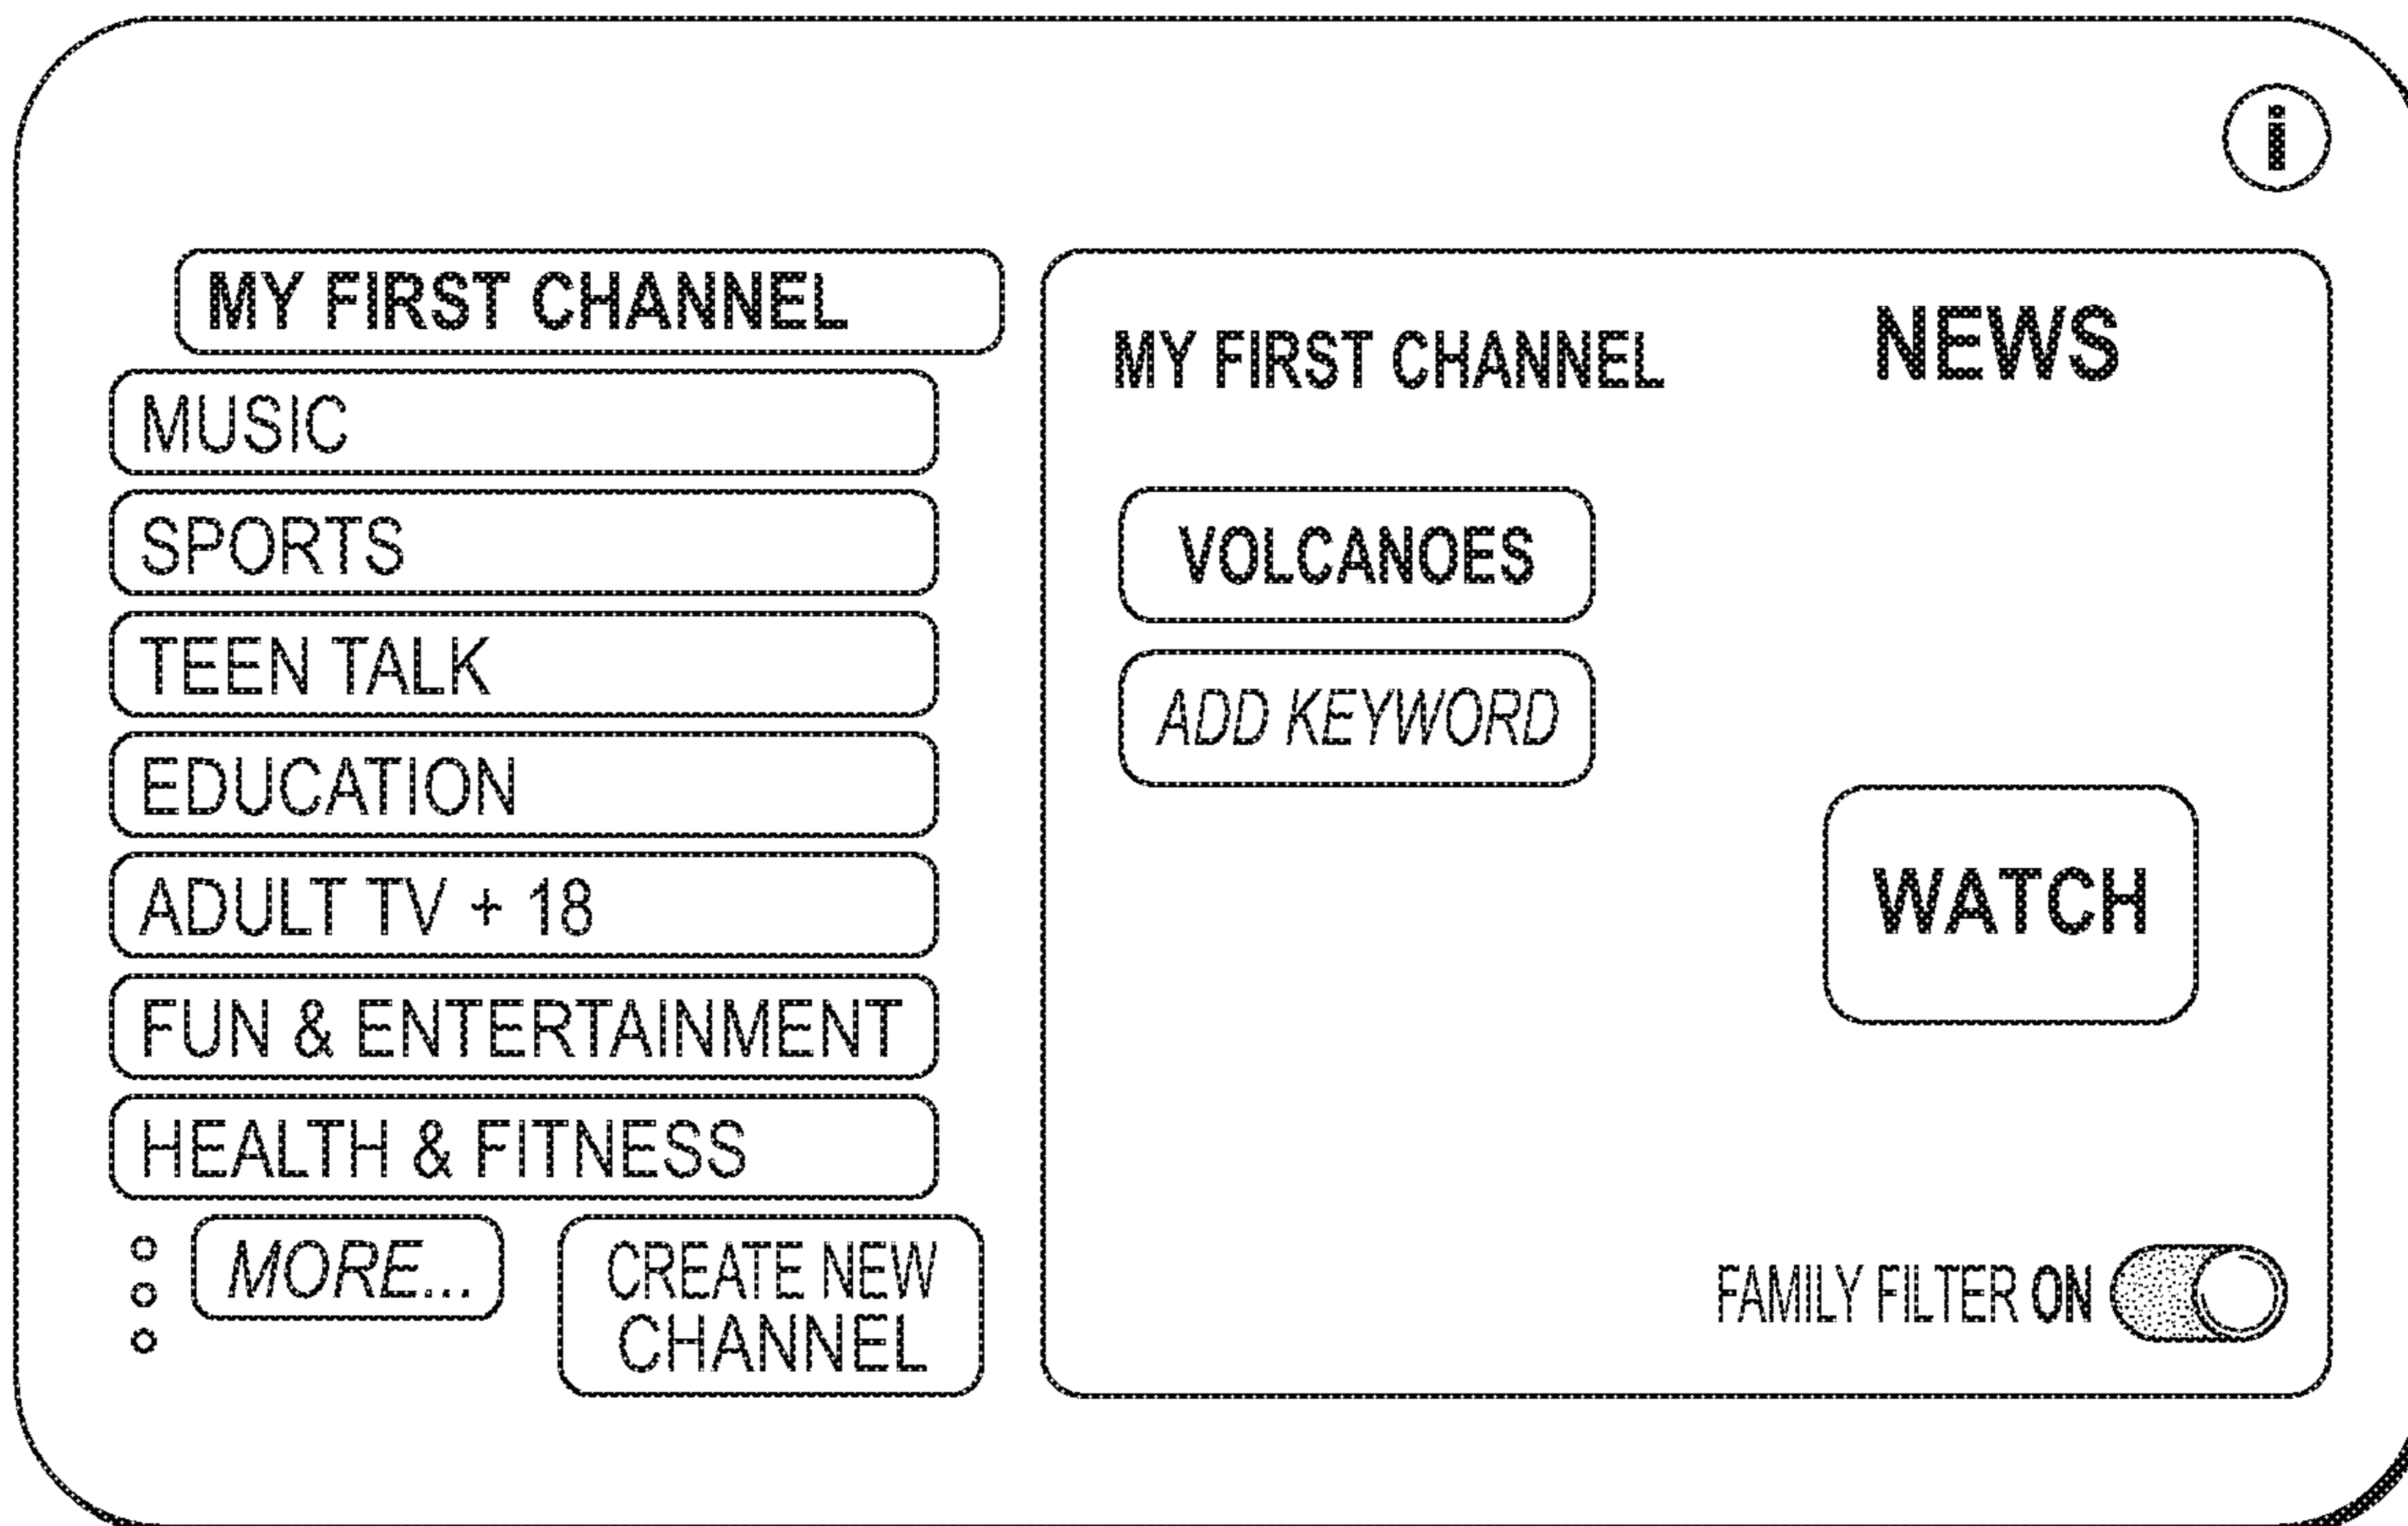 i
MY FIRST CHANNEL
MUSIC
SPORTS
TEEN TALK
EDUCATION
ADULT TV + 18
FUN & ENTERTAINMENT
HEALTH & FITNESS
MORE...
CREATE NEW
CHANNEL
MY FIRST CHANNEL
NEWS
VOLCANOES
ADD KEYWORD
WATCH
FAMILY FILTER ON